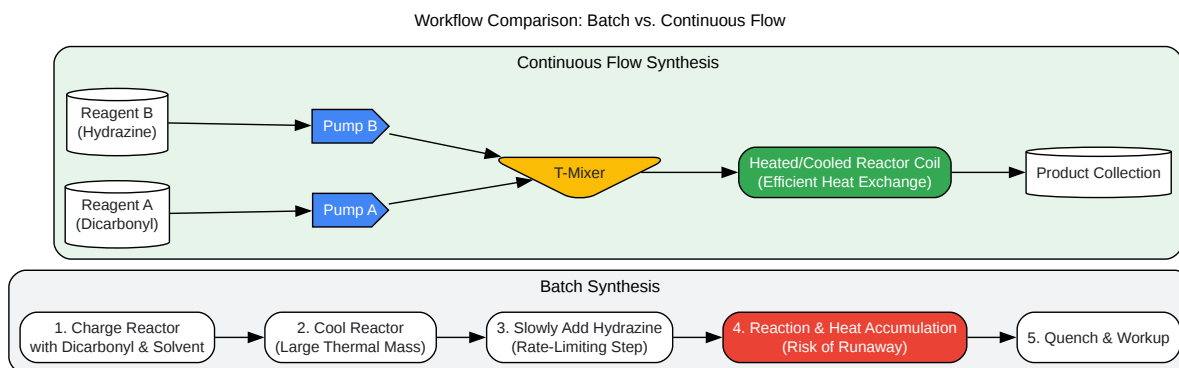 Workflow Comparison: Batch vs. Continuous Flow
Continuous Flow Synthesis
Reagent B
(Hydrazine)
Pump B
Reagent A
(Dicarbonyl)
Pump A
T-Mixer
Heated/Cooled Reactor Coil
(Efficient Heat Exchange)
Product Collection
Batch Synthesis
1. Charge Reactor
with Dicarbonyl & Solvent
2. Cool Reactor
(Large Thermal Mass)
3. Slowly Add Hydrazine
(Rate-Limiting Step)
4. Reaction & Heat Accumulation
(Risk of Runaway)
5. Quench & Workup